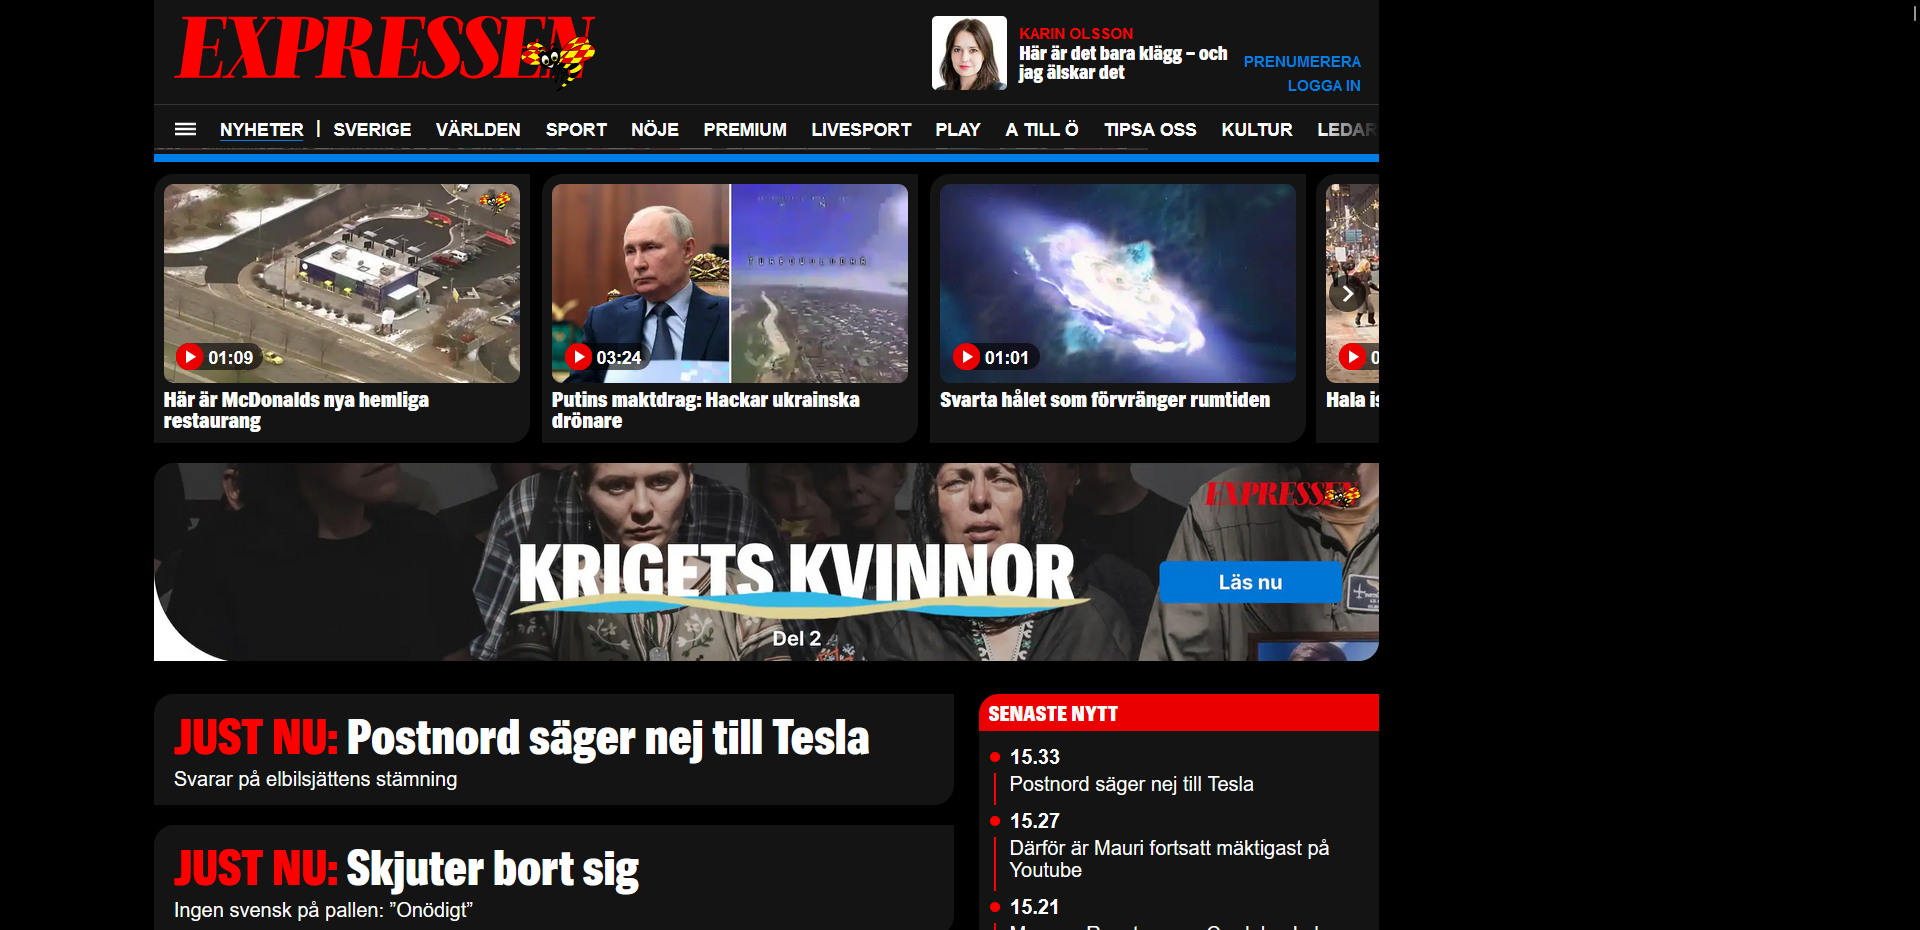 EXPRESSEN
KARIN OLSSON
Här är det bara klägg – och
jag älskar det
PRENUMERERA
LOGGA IN
NYHETER | SVERIGE VÄRLDEN SPORT NÖJE PREMIUM LIVESPORT PLAY A TILL Ö TIPSA OSS KULTUR LEDAR
01:09
Här är McDonalds nya hemliga
restaurang
03:24
Putins maktdrag: Hackar ukrainska
drönare
01:01
Svarta hålet som förvränger rumtiden
0
Hala is
EXPRESSEN
KRIGETS KVINNOR
Läs nu
Del 2
JUST NU: Postnord säger nej till Tesla
Svarar på elbilsjättens stämning
JUST NU: Skjuter bort sig
Ingen svensk på pallen: ”Onödigt”
SENASTE NYTT
15.33
Postnord säger nej till Tesla
15.27
Därför är Mauri fortsatt mäktigast på
Youtube
15.21